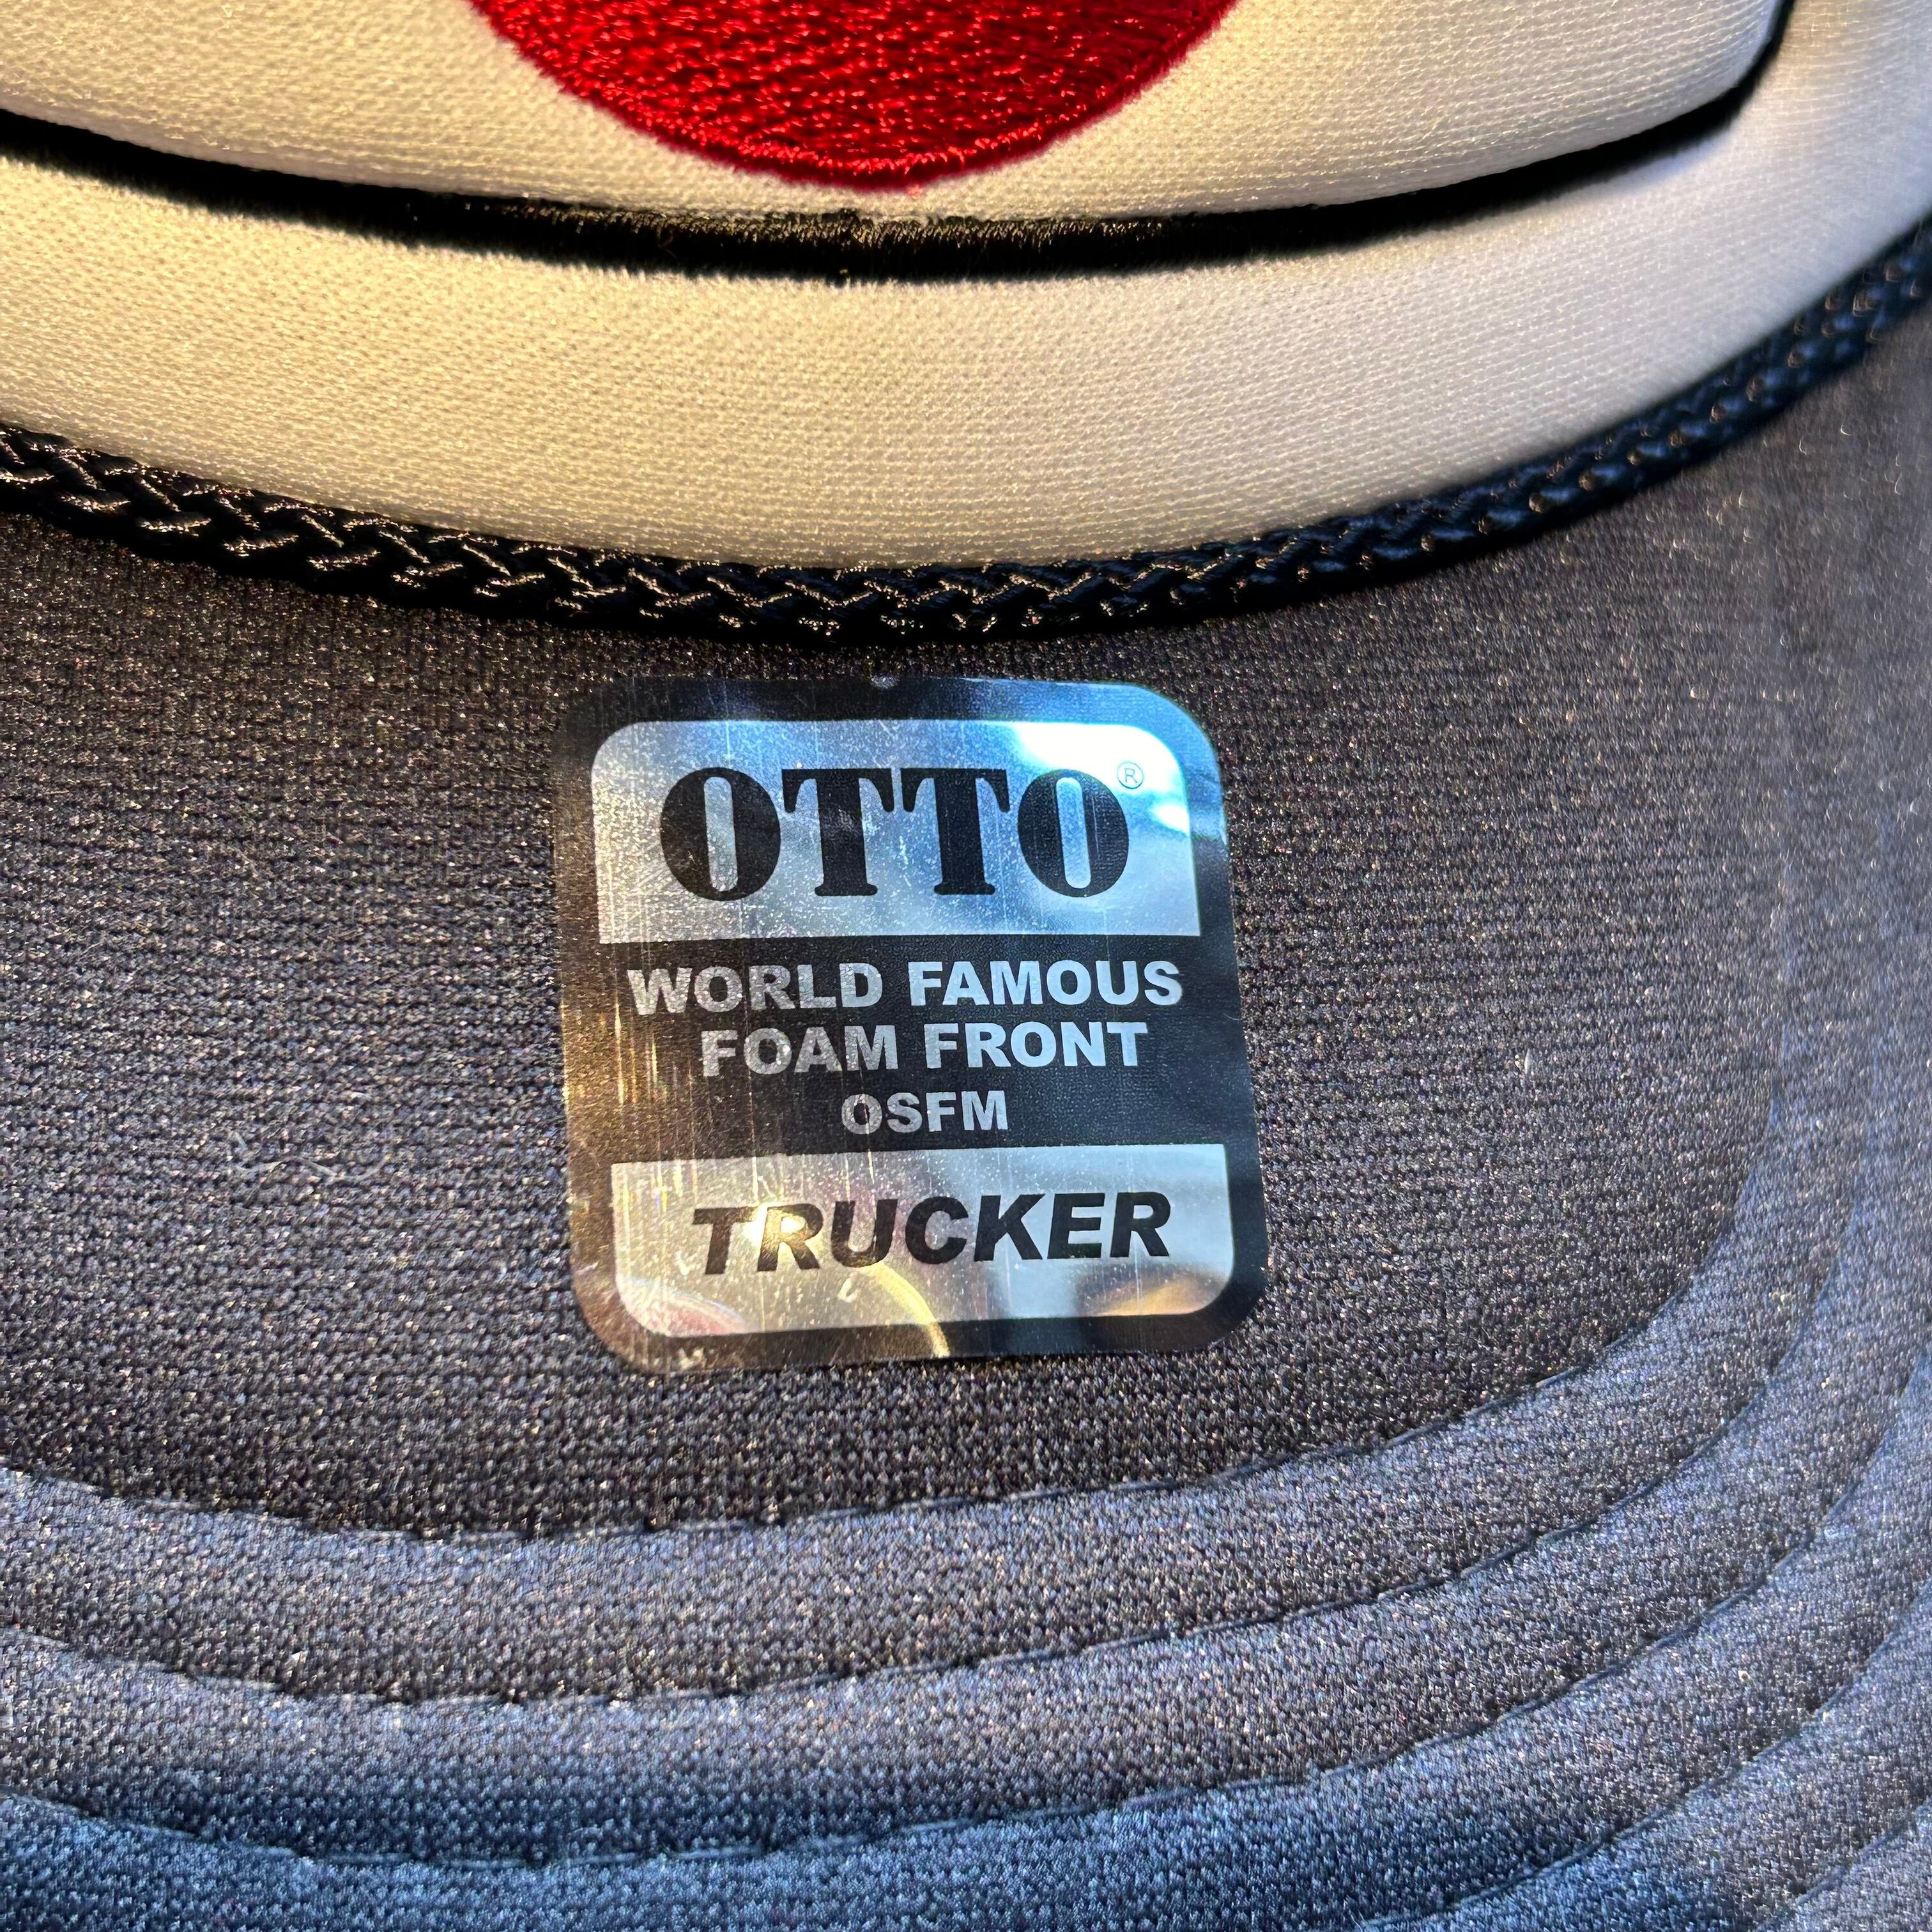 OTTO®
WORLD FAMOUS
FOAM FRONT
OSFM
TRUCKER